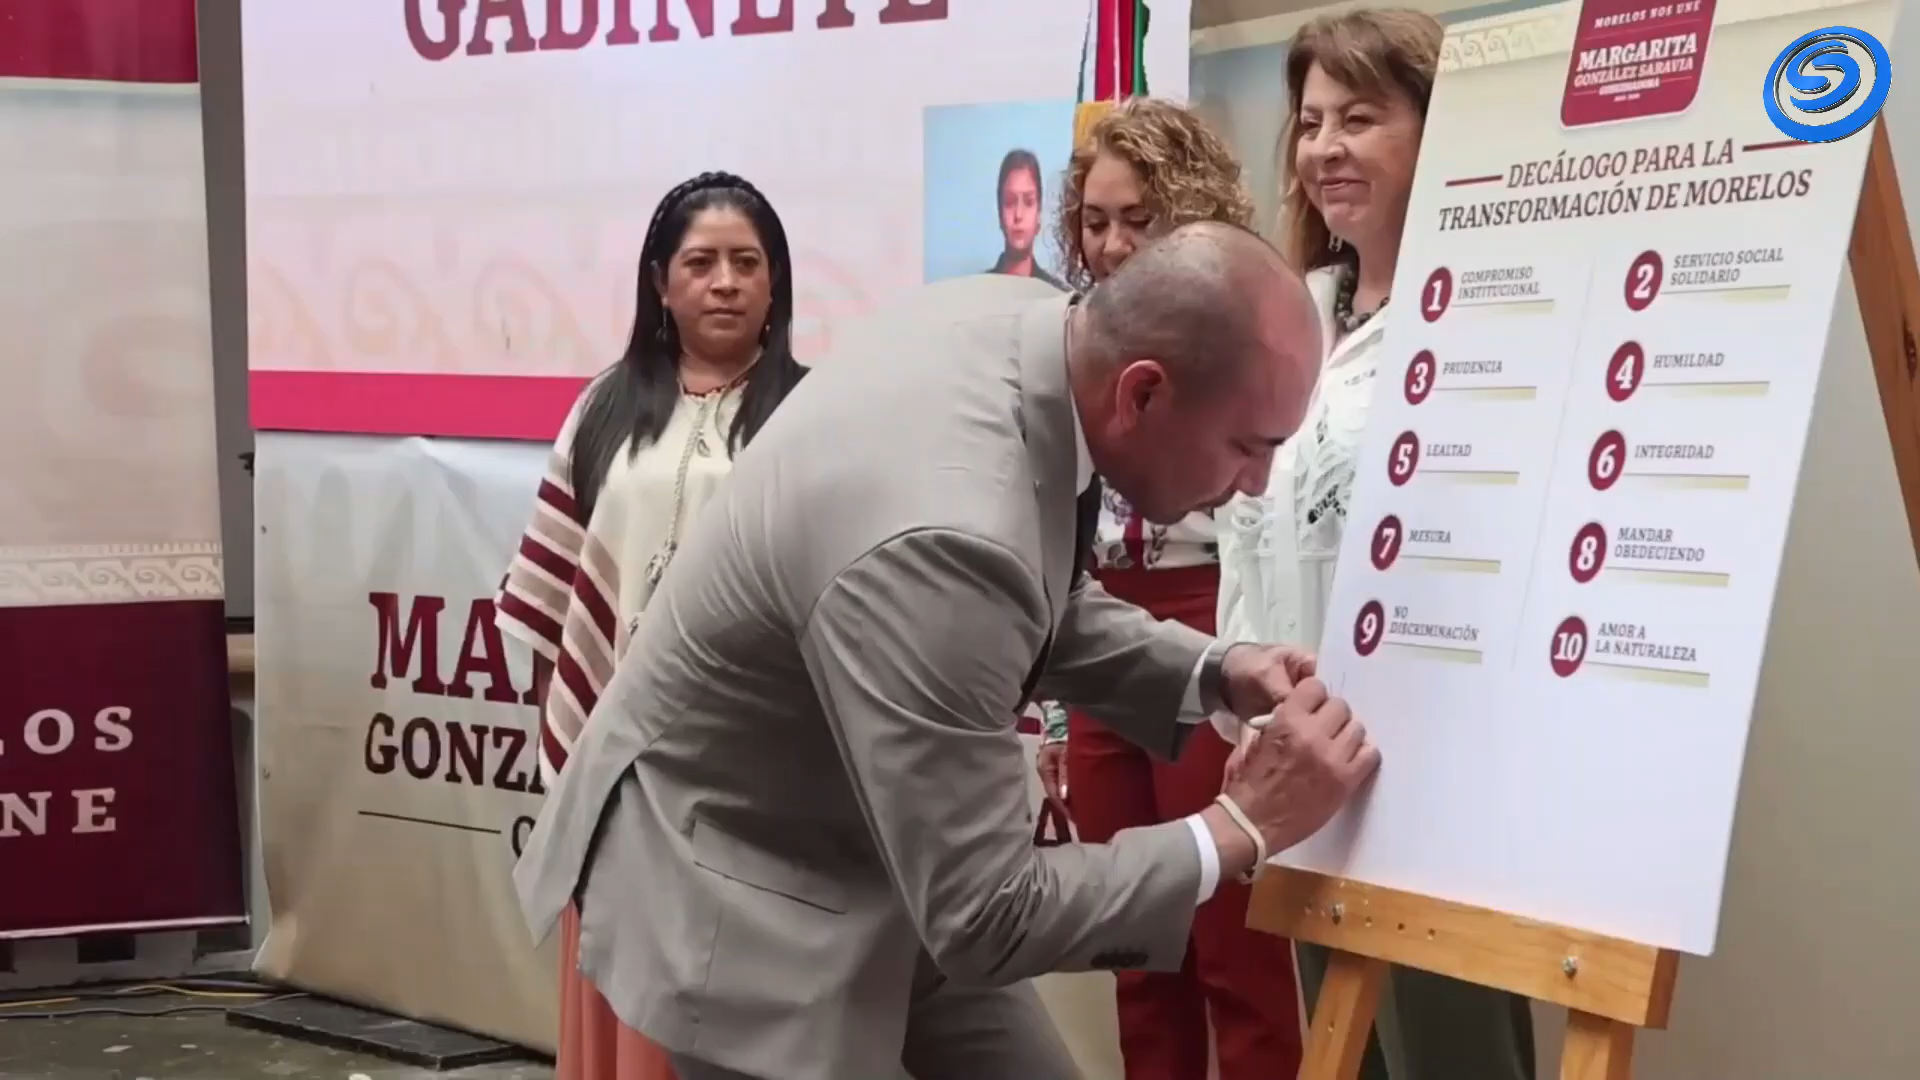 GABINETE
MORELOS NOS UNE
MARGARITA
GONZÁLEZ SARAVIA
GOBERNADORA
DECÁLOGO PARA LA
TRANSFORMACIÓN DE MORELOS
1 COMPROMISO
INSTITUCIONAL
2 SERVICIO SOCIAL
SOLIDARIO
3 PRUDENCIA
4 HUMILDAD
5 LEALTAD
6 INTEGRIDAD
7 MESURA
8 MANDAR
OBEDECIENDO
9 NO
DISCRIMINACIÓN
10 AMOR A
LA NATURALEZA
MA
GONZ
LOS
NE